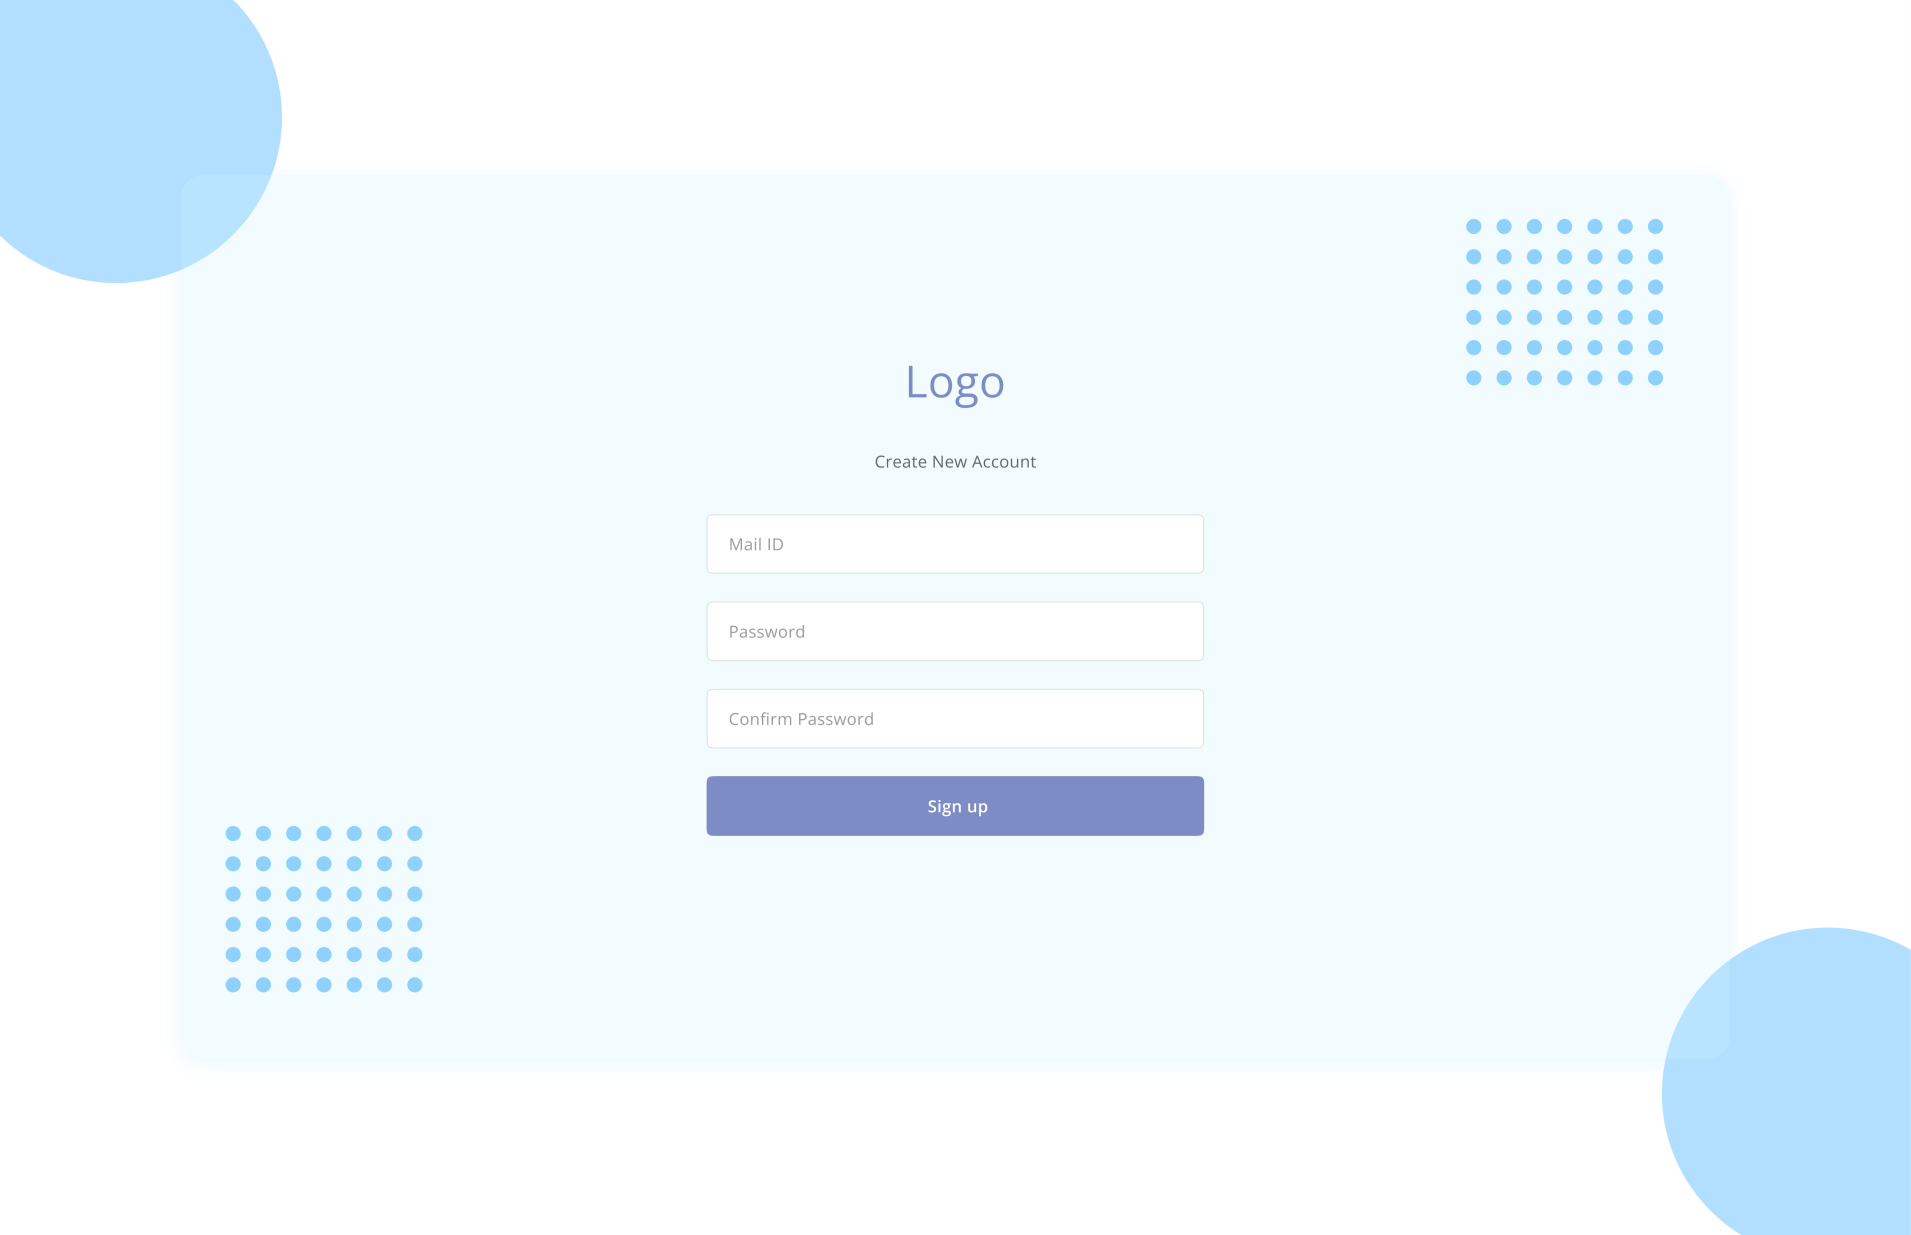 Logo
Create New Account
Mail ID
Password
Confirm Password
Sign up